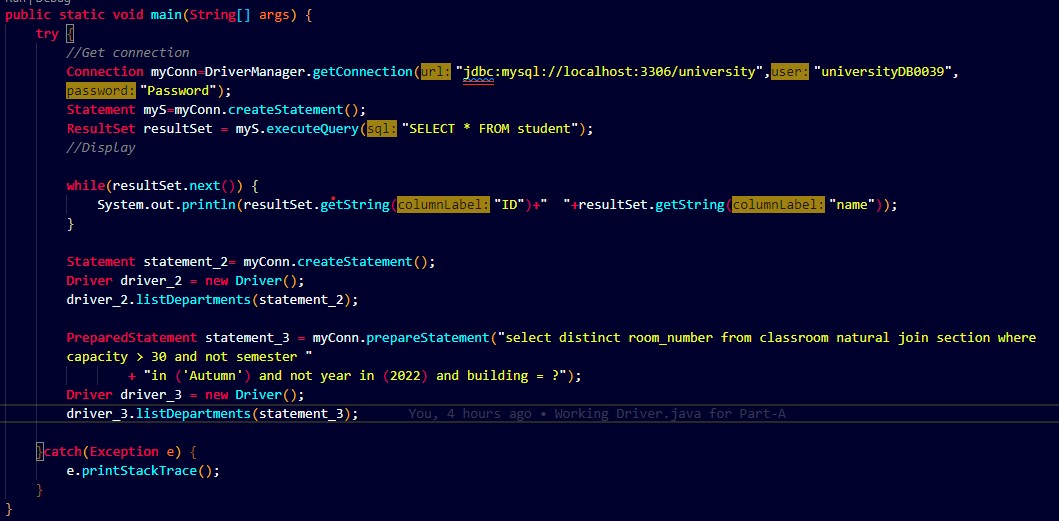 Run | Debug
public static void main(String[] args) {
try {
//Get connection
Connection myConn=DriverManager.getConnection(url: "jdbc:mysql://localhost:3306/university",user: "universityDB0039",
password: "Password");
Statement myS=myConn.createStatement();
ResultSet resultSet = myS.executeQuery(sql: "SELECT * FROM student");
//Display
while(resultSet.next()) {
System.out.println(resultSet.getString(columnLabel: "ID")+"  "+resultSet.getString(columnLabel: "name"));
}
Statement statement_2= myConn.createStatement();
Driver driver_2 = new Driver();
driver_2.listDepartments(statement_2);
PreparedStatement statement_3 = myConn.prepareStatement("select distinct room_number from classroom natural join section where
capacity > 30 and not semester "
+ "in ('Autumn') and not year in (2022) and building = ?");
Driver driver_3 = new Driver();
driver_3.listDepartments(statement_3); You, 4 hours ago • Working Driver.java for Part-A
}catch(Exception e) {
e.printStackTrace();
}
}